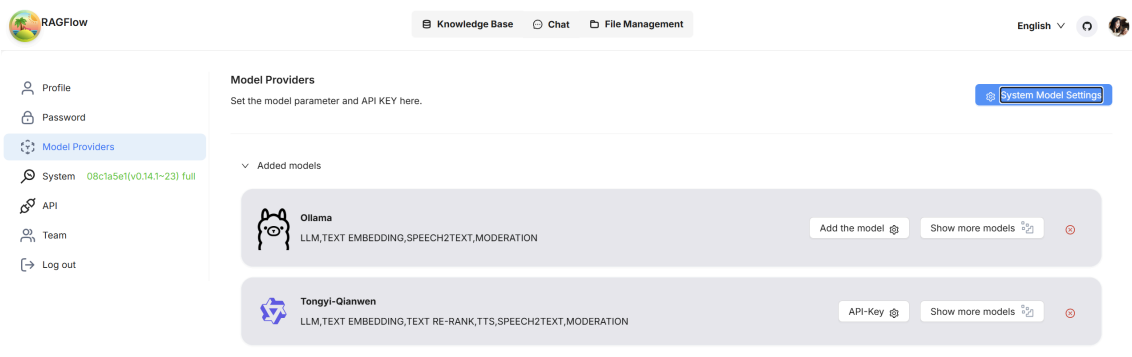 RAGFlow
Knowledge Base
Chat
File Management
English
Profile
Password
Model Providers
System 08c1a5e1(v0.14.1~23) full
API
Team
Log out
Model Providers
Set the model parameter and API KEY here.
System Model Settings
Added models
Ollama
LLM,TEXT EMBEDDING,SPEECH2TEXT,MODERATION
Add the model
Show more models
Tongyi-Qianwen
LLM,TEXT EMBEDDING,TEXT RE-RANK,TTS,SPEECH2TEXT,MODERATION
API-Key
Show more models